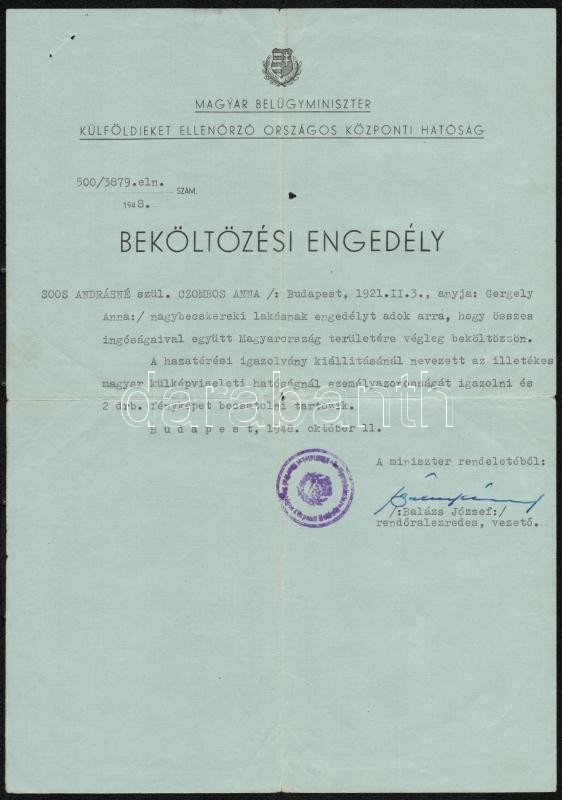 MAGYAR BELÜGYMINISZTER
KÜLFÖLDIEKET ELLENŐRZŐ ORSZÁGOS KÖZPONTI HATÓSÁG
500/3879.eln. SZÁM.
1948.
BEKÖLTÖZÉSI ENGEDÉLY
SOOS ANDRÁSNÉ szül. CZOMBOS ANNA /: Budapest, 1921.II.3., anyja: Gergely
Anna:/ nagybecskereki lakósnak engedélyt adok arra, hogy összes
ingóságaival együtt Magyarország területére végleg beköltözzön.
A hazatérési igazolvány kiállitásánál nevezett az illetékes
magyar külképviseleti hatóságnál személyazonosságát igazolni és
2 drb. fényképet becsatolni tartozik.
darabanth
Budapest, 1948. október 11.
A miniszter rendeletéből:
/:Balázs József:/
rendőralezredes, vezető.